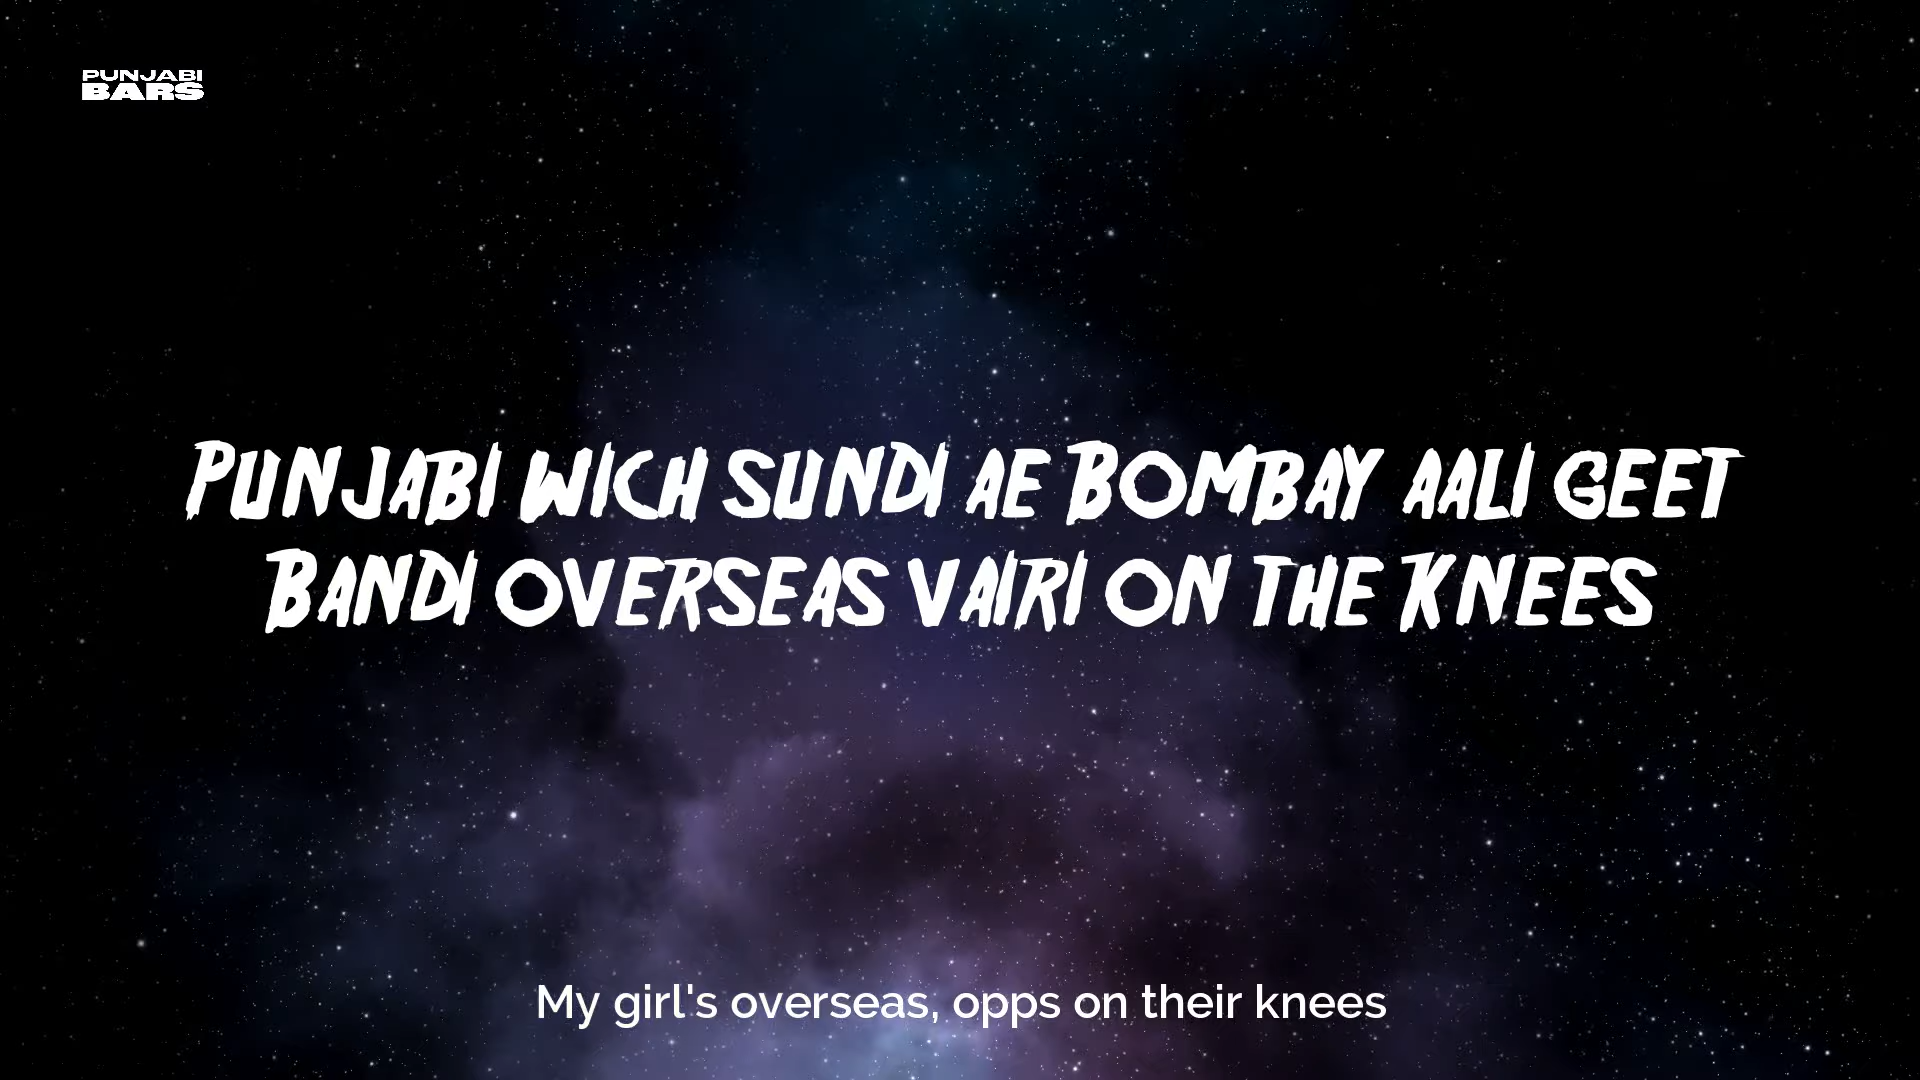 PUNJABI
BARS
PUNJABI WICH SUNDI AE BOMBAY AALI GEET
BANDI OVERSEAS VAIRI ON THE KNEES
My girl's overseas, opps on their knees